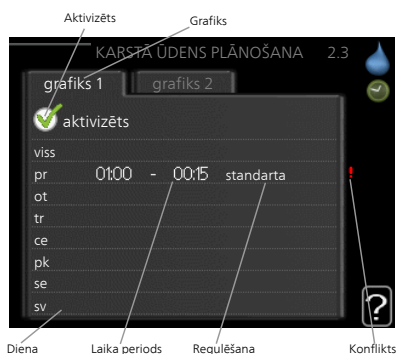 Aktivizēts
Grafiks
KARSTĀ ŪDENS PLĀNOŠANA 2.3
grafiks 1 grafiks 2
aktivizēts
viss
pr 01:00 - 00:15 standarta !
ot
tr
ce
pk
se
sv
?
Diena Laika periods Regulēšana Konflikts